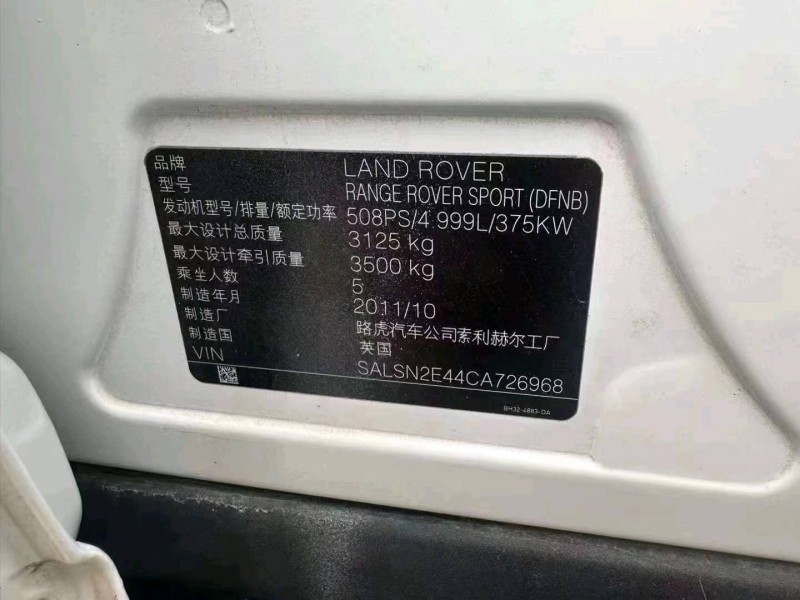 品牌 LAND ROVER
型号 RANGE ROVER SPORT (DFNB)
发动机型号/排量/额定功率 508PS/4.999L/375KW
最大设计总质量 3125 kg
最大设计牵引质量 3500 kg
乘坐人数 5
制造年月 2011/10
制造厂 路虎汽车公司索利赫尔工厂
制造国 英国
VIN SALSN2E44CA726968
BH32-4883-DA